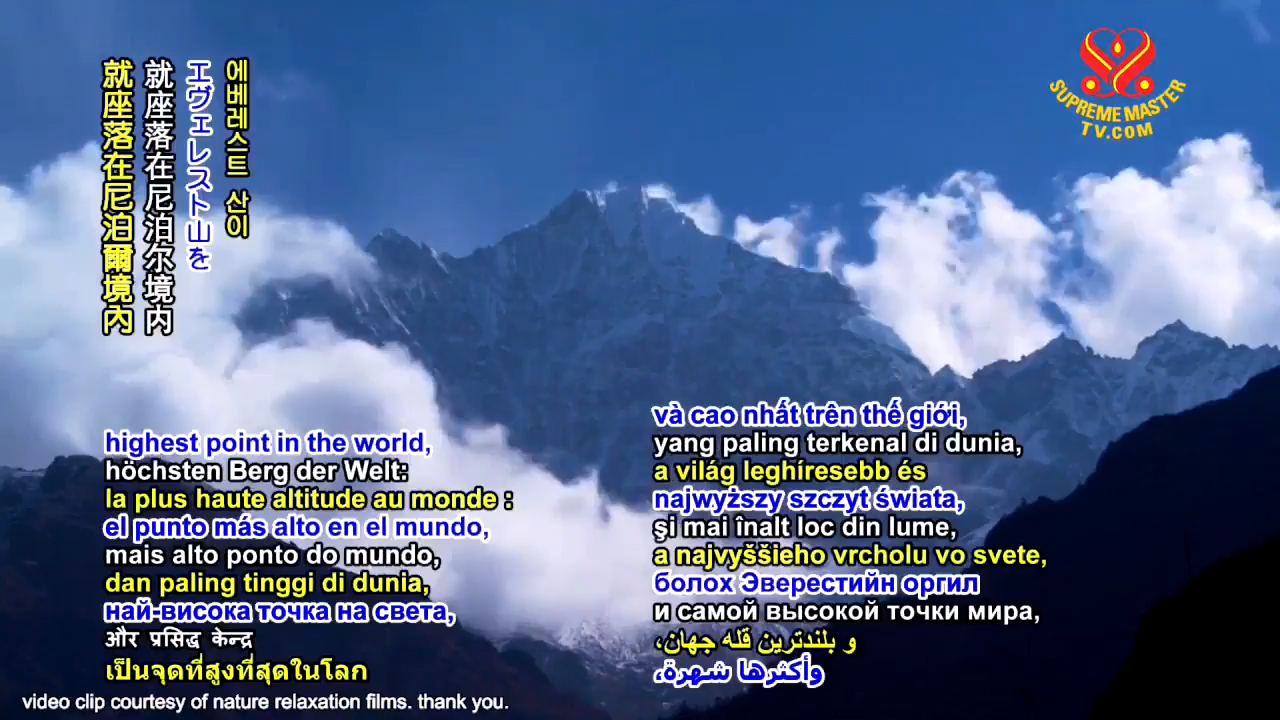 에베레스트 산이
エヴェレスト山を
就座落在尼泊尔境内
就座落在尼泊爾境內
SUPREME MASTER
TV.COM
highest point in the world,
höchsten Berg der Welt:
la plus haute altitude au monde :
el punto más alto en el mundo,
mais alto ponto do mundo,
dan paling tinggi di dunia,
най-висока точка на света,
और प्रसिद्ध केन्द्र
เป็นจุดที่สูงที่สุดในโลก
và cao nhất trên thế giới,
yang paling terkenal di dunia,
a világ leghíresebb és
najwyższy szczyt świata,
şi mai înalt loc din lume,
a najvyššieho vrcholu vo svete,
болох Эверестийн оргил
и самой высокой точки мира,
و بلندترین قله جهان،
وأكثرها شهرة،
video clip courtesy of nature relaxation films. thank you.